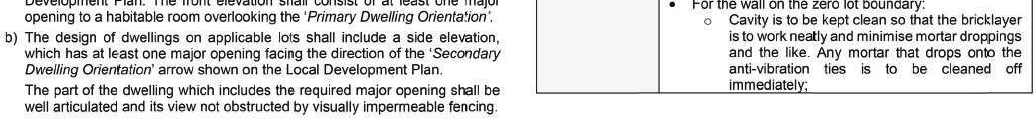 Development Plan. The front elevation shall consist of at least one major
opening to a habitable room overlooking the 'Primary Dwelling Orientation'.
b) The design of dwellings on applicable lots shall include a side elevation,
which has at least one major opening facing the direction of the 'Secondary
Dwelling Orientation' arrow shown on the Local Development Plan.
The part of the dwelling which includes the required major opening shall be
well articulated and its view not obstructed by visually impermeable fencing.
• For the wall on the zero lot boundary:
o Cavity is to be kept clean so that the bricklayer
is to work neatly and minimise mortar droppings
and the like. Any mortar that drops onto the
anti-vibration ties is to be cleaned off
immediately;